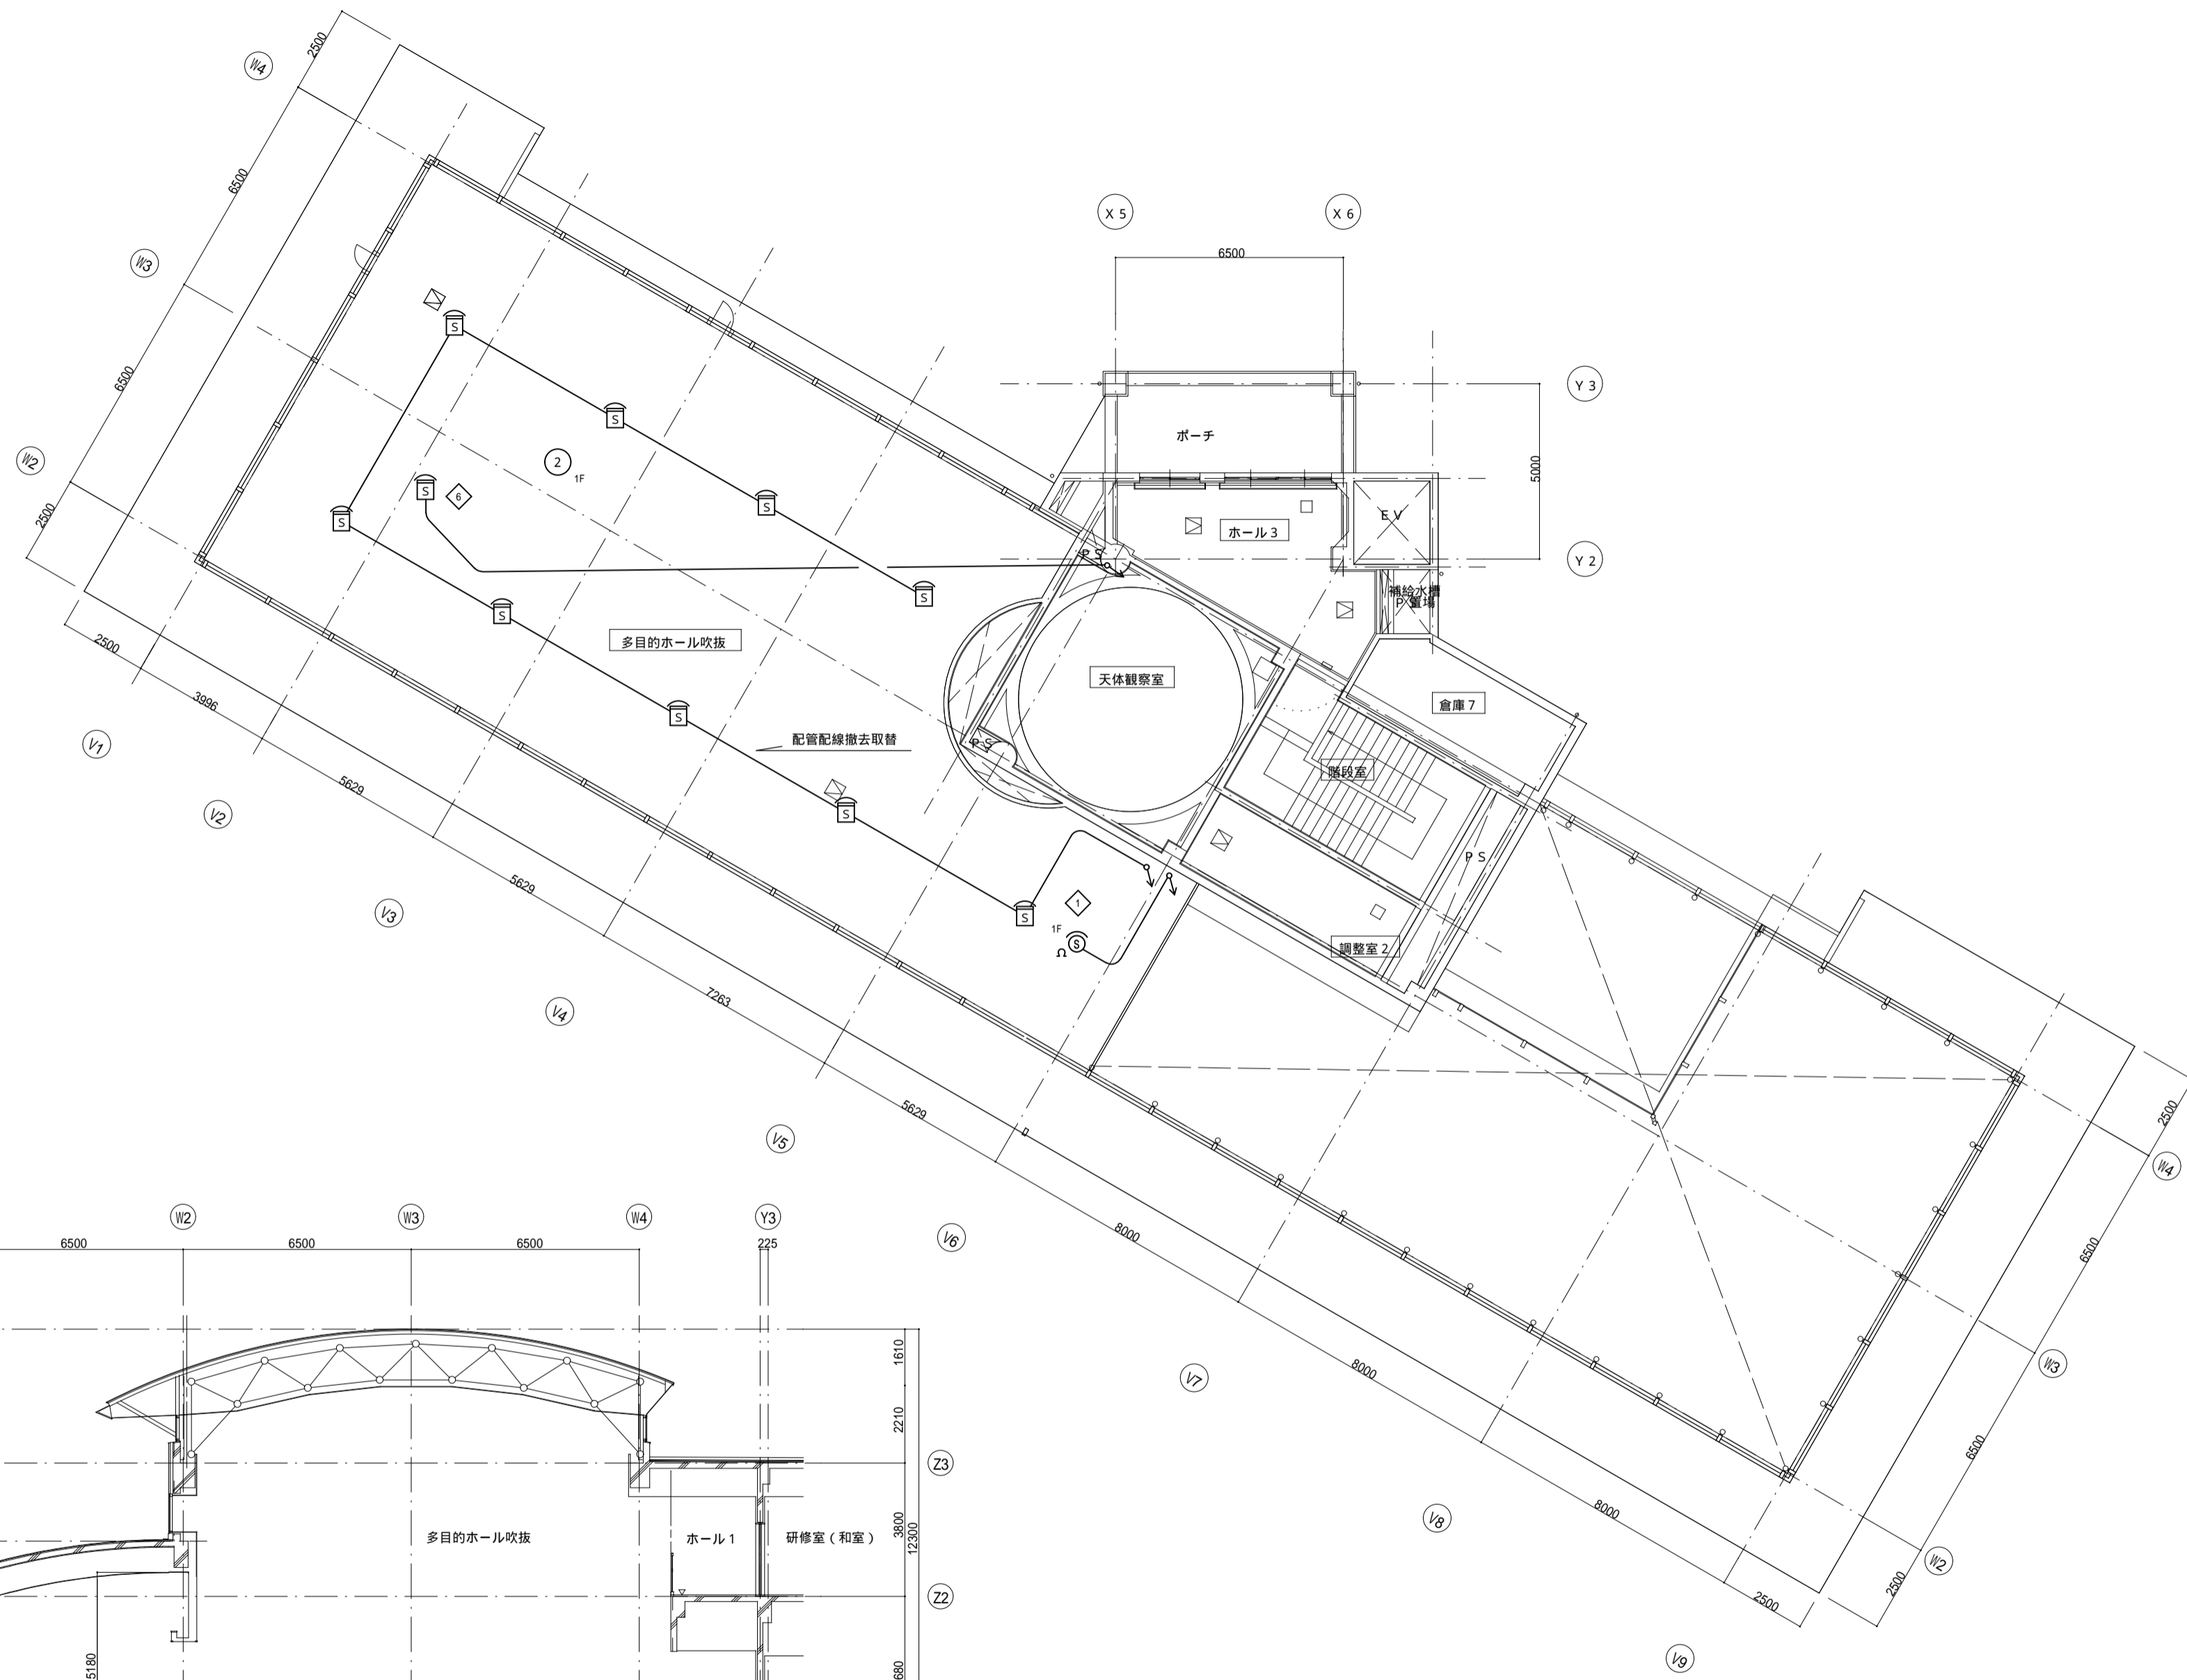 2500
W4
6500
W3
6500
W2
2500
X 5
X 6
6500
Y 3
5000
Y 2
ポーチ
S
S
2
1F
S
6
S
S
S
P S
ホール 3
E V
補給水槽
置場
S
多目的ホール吹抜
天体観察室
倉庫 7
S
配管配線撤去取替
P S
階段室
S
P S
1
1F
S
S
Ω
調整室 2
2500
3996
5629
5629
7263
5629
8000
8000
8000
2500
V1
V2
V3
V4
V5
V6
V7
V8
V9
2500
W4
6500
W3
6500
W2
2500
W2
W3
W4
Y3
6500
6500
6500
225
1610
2210
Z3
3800
12300
多目的ホール吹抜
ホール 1
研修室（和室）
Z2
5180
680